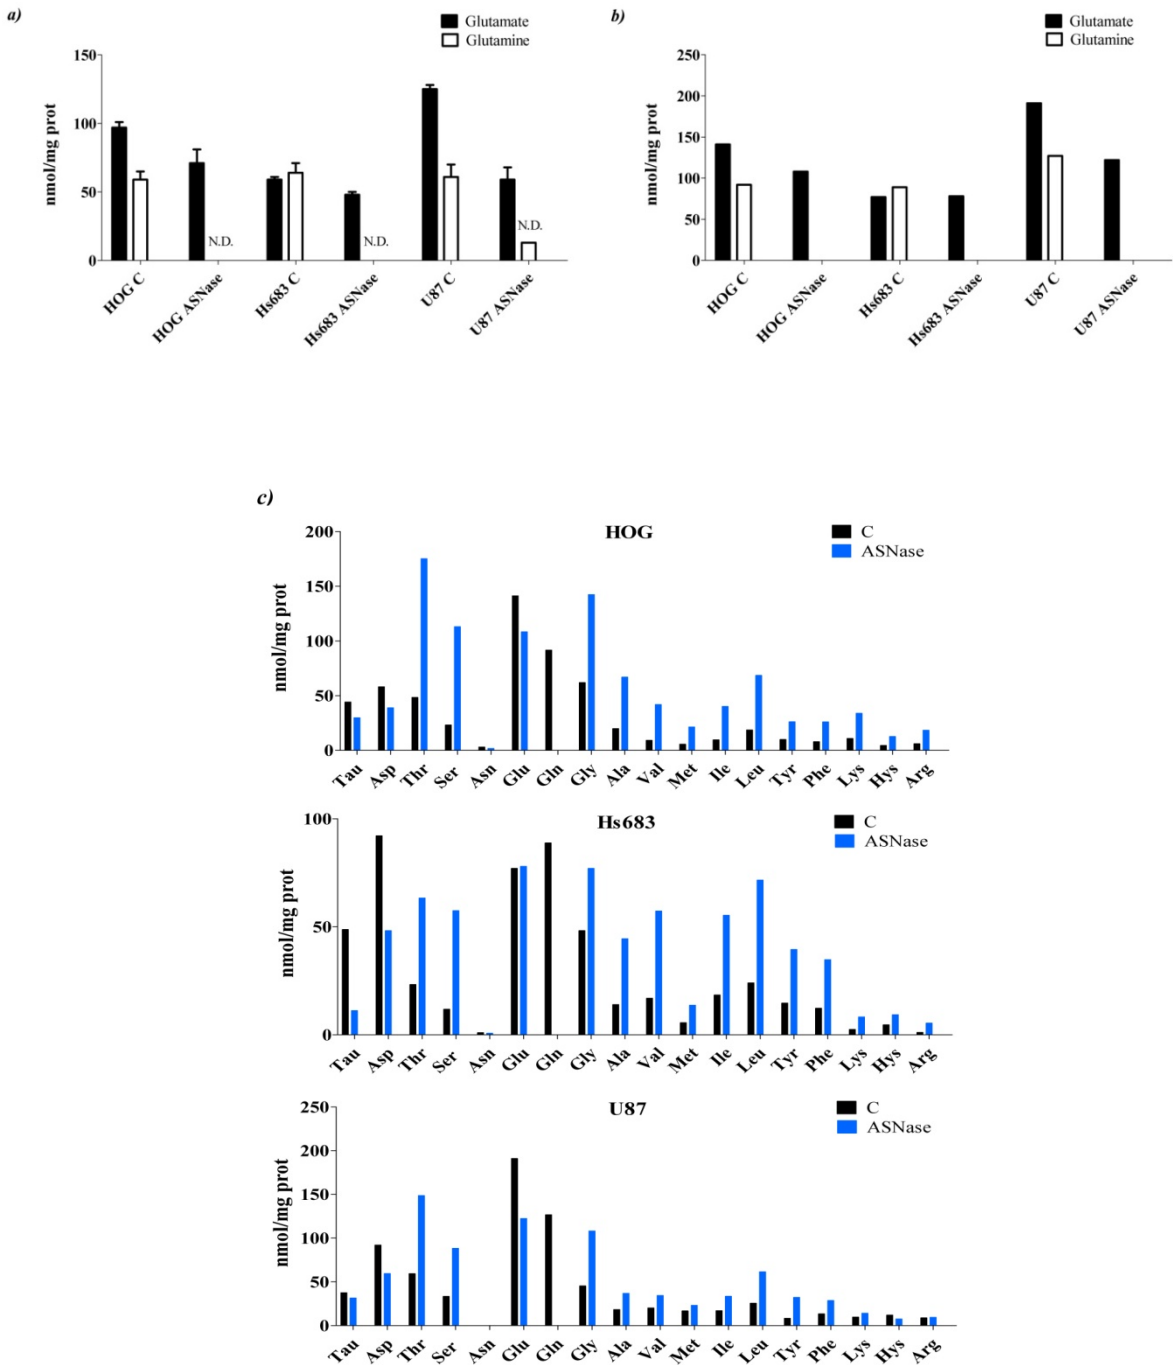 a)
Glutamate
Glutamine
nmol/mg prot
150
100
50
0
N.D.
N.D.
N.D.
HOG C
HOG ASNase
Hs683 C
Hs683 ASNase
U87 C
U87 ASNase
b)
Glutamate
Glutamine
nmol/mg prot
250
200
150
100
50
0
HOG C
HOG ASNase
Hs683 C
Hs683 ASNase
U87 C
U87 ASNase
c)
HOG
C
ASNase
nmol/mg prot
200
150
100
50
0
Tau Asp Thr Ser Asn Glu Gln Gly Ala Val Met Ile Leu Tyr Phe Lys Hys Arg
Hs683
C
ASNase
nmol/mg prot
100
50
0
Tau Asp Thr Ser Asn Glu Gln Gly Ala Val Met Ile Leu Tyr Phe Lys Hys Arg
U87
C
ASNase
nmol/mg prot
250
200
150
100
50
0
Tau Asp Thr Ser Asn Glu Gln Gly Ala Val Met Ile Leu Tyr Phe Lys Hys Arg